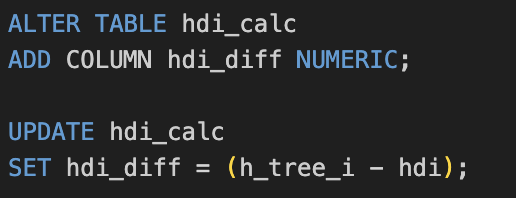 ALTER TABLE hdi_calc
ADD COLUMN hdi_diff NUMERIC;
UPDATE hdi_calc
SET hdi_diff = (h_tree_i - hdi);